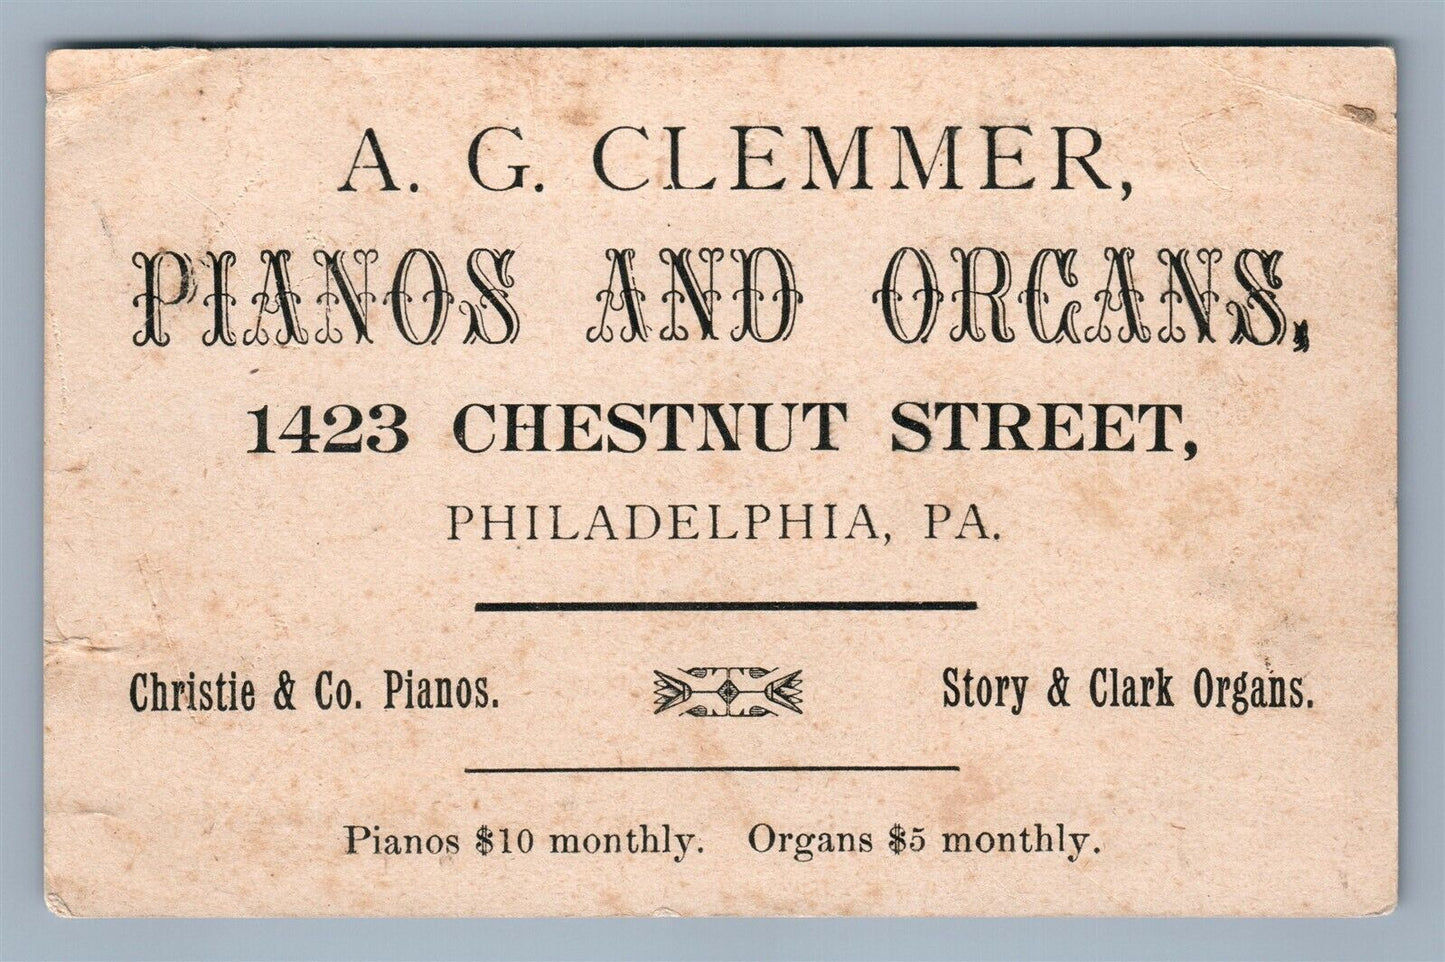 A. G. CLEMMER,
PIANOS AND ORGANS,
1423 CHESTNUT STREET,
PHILADELPHIA, PA.
Christie & Co. Pianos. Story & Clark Organs.
Pianos $10 monthly. Organs $5 monthly.